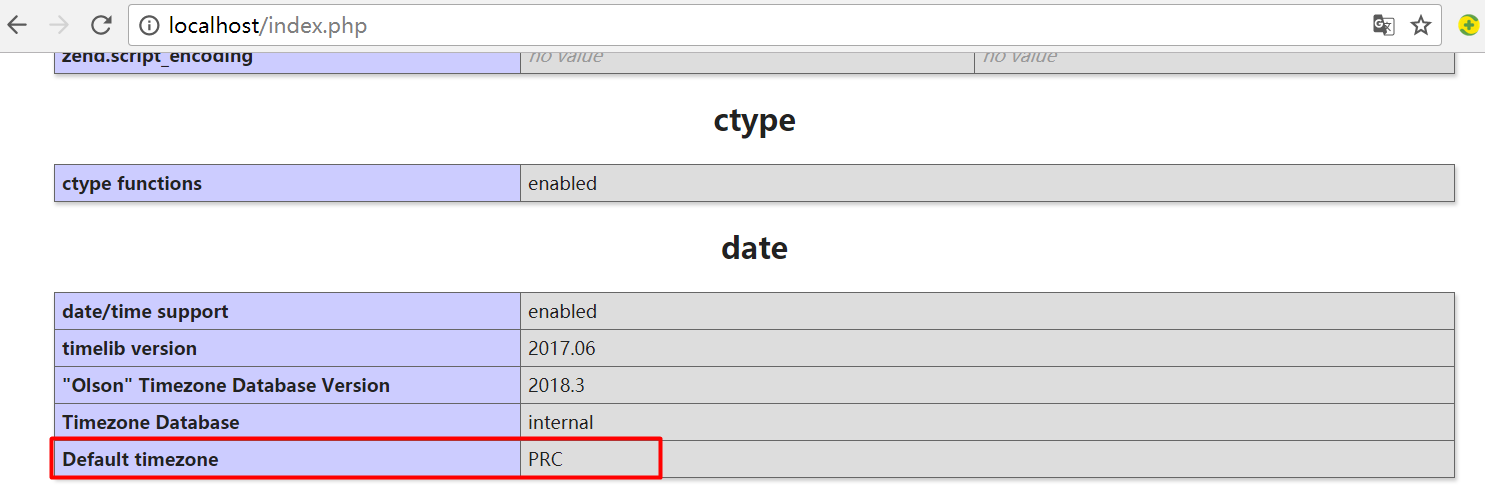 localhost/index.php
zend.script_encoding no value no value
ctype
ctype functions enabled
date
date/time support enabled
timelib version 2017.06
"Olson" Timezone Database Version 2018.3
Timezone Database internal
Default timezone PRC